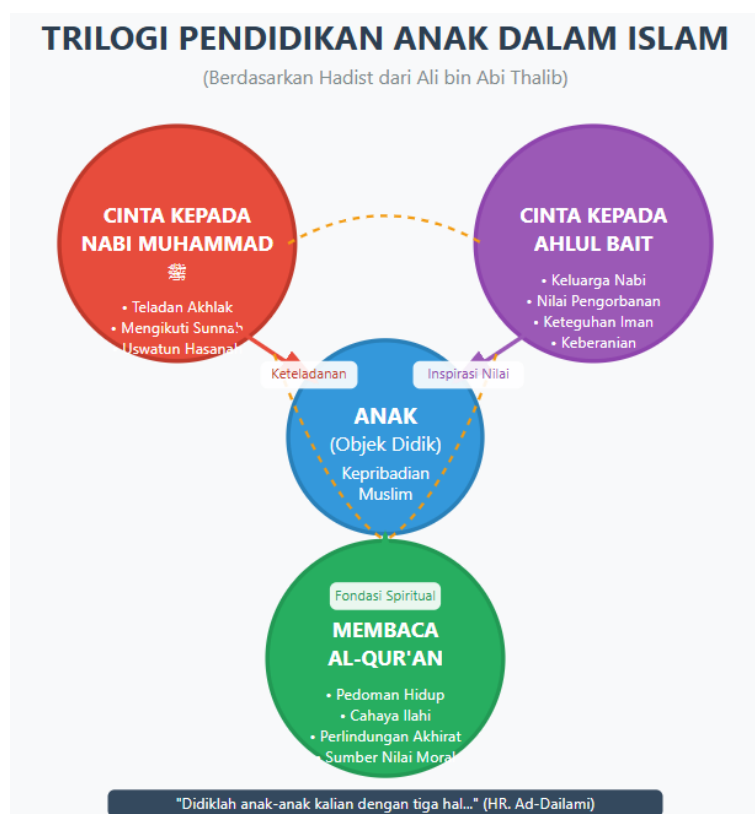 TRILOGI PENDIDIKAN ANAK DALAM ISLAM
(Berdasarkan Hadist dari Ali bin Abi Thalib)
CINTA KEPADA
NABI MUHAMMAD
ﷺ
• Teladan Akhlak
• Mengikuti Sunnah
Uswatun Hasanah
CINTA KEPADA
AHLUL BAIT
• Keluarga Nabi
• Nilai Pengorbanan
• Keteguhan Iman
• Keberanian
Keteladanan
Inspirasi Nilai
ANAK
(Objek Didik)
Kepribadian
Muslim
Fondasi Spiritual
MEMBACA
AL-QUR'AN
• Pedoman Hidup
• Cahaya Ilahi
• Perlindungan Akhirat
• Sumber Nilai Moral
"Didiklah anak-anak kalian dengan tiga hal..." (HR. Ad-Dailami)